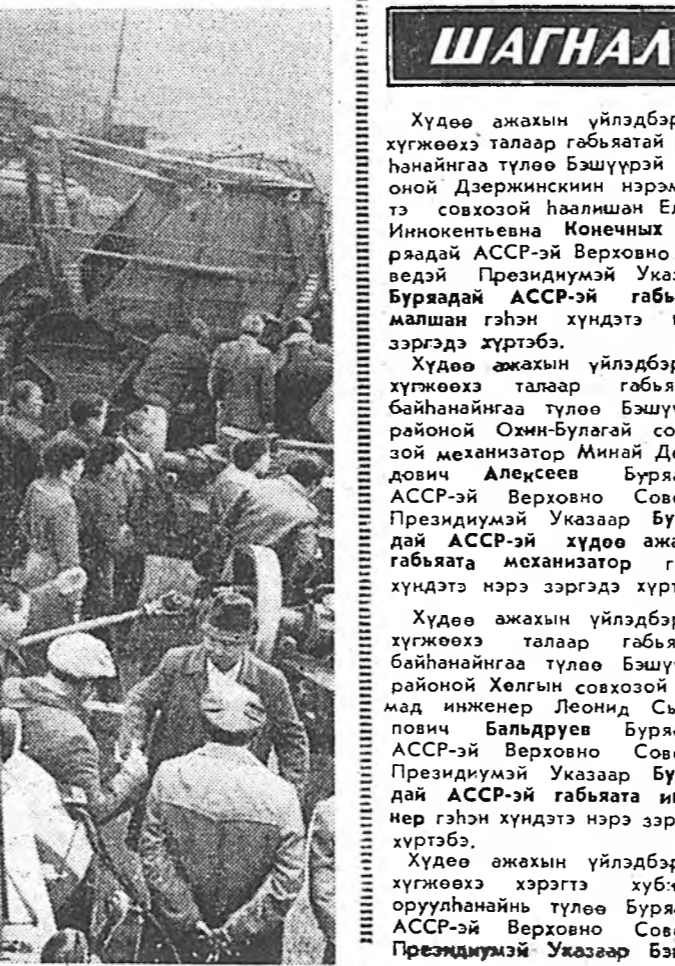 ШАГНАЛ
Хүдөө ажахын үйлэдбэр
хүгжөөхэ талаар габьяатай
һанайнгаа түлөө Бэшүүрэй
оной Дзержинскиин нэрэм
тэ совхозой һаалишан Ел
Иннокентьевна Конечных
ряадай АССР-эй Верховно
ведэй Президиумэй Указ
Буряадай АССР-эй габь
малшан гэһэн хүндэтэ
зэргэдэ хүртэбэ.
Хүдөө ажахын үйлэдбэр
хүгжөөхэ талаар габья
байһанайнгаа түлөө Бэшүү
районой Охин-Булагай со
зой механизатор Минай Де
дович Алексеев Буряа
АССР-эй Верховно Сове
Президиумэй Указаар Бу
дай АССР-эй хүдөө ажа
габьяата механизатор г
хүндэтэ нэрэ зэргэдэ хүрт
Хүдөө ажахын үйлэдбэр
хүгжөөхэ талаар габья
байһанайнгаа түлөө Бэшүү
районой Хөлгын совхозой
мад инженер Леонид Сы
пович Бальдруев Буря
АССР-эй Верховно Сове
Президиумэй Указаар Бу
дай АССР-эй габьяата и
нер гэһэн хүндэтэ нэрэ зэр
хүртэбэ.
Хүдөө ажахын үйлэдбэр
хүгжөөхэ хэрэгтэ хуби
оруулһанайнь түлөө Буря
АССР-эй Верховно Сов
Президиумэй Указаар Бэ